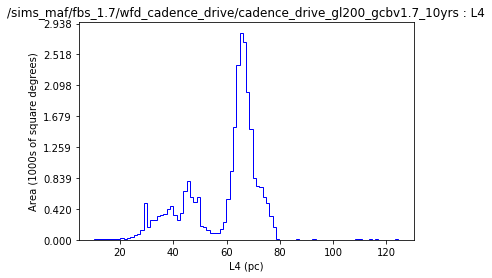 /sims_maf/fbs_1.7/wfd_cadence_drive/cadence_drive_gl200_gcbv1.7_10yrs : L4
2.938
2.518
2.098
1.679
1.259
0.839
0.420
0.000
Area (1000s of square degrees)
20 40 60 80 100 120
L4 (pc)